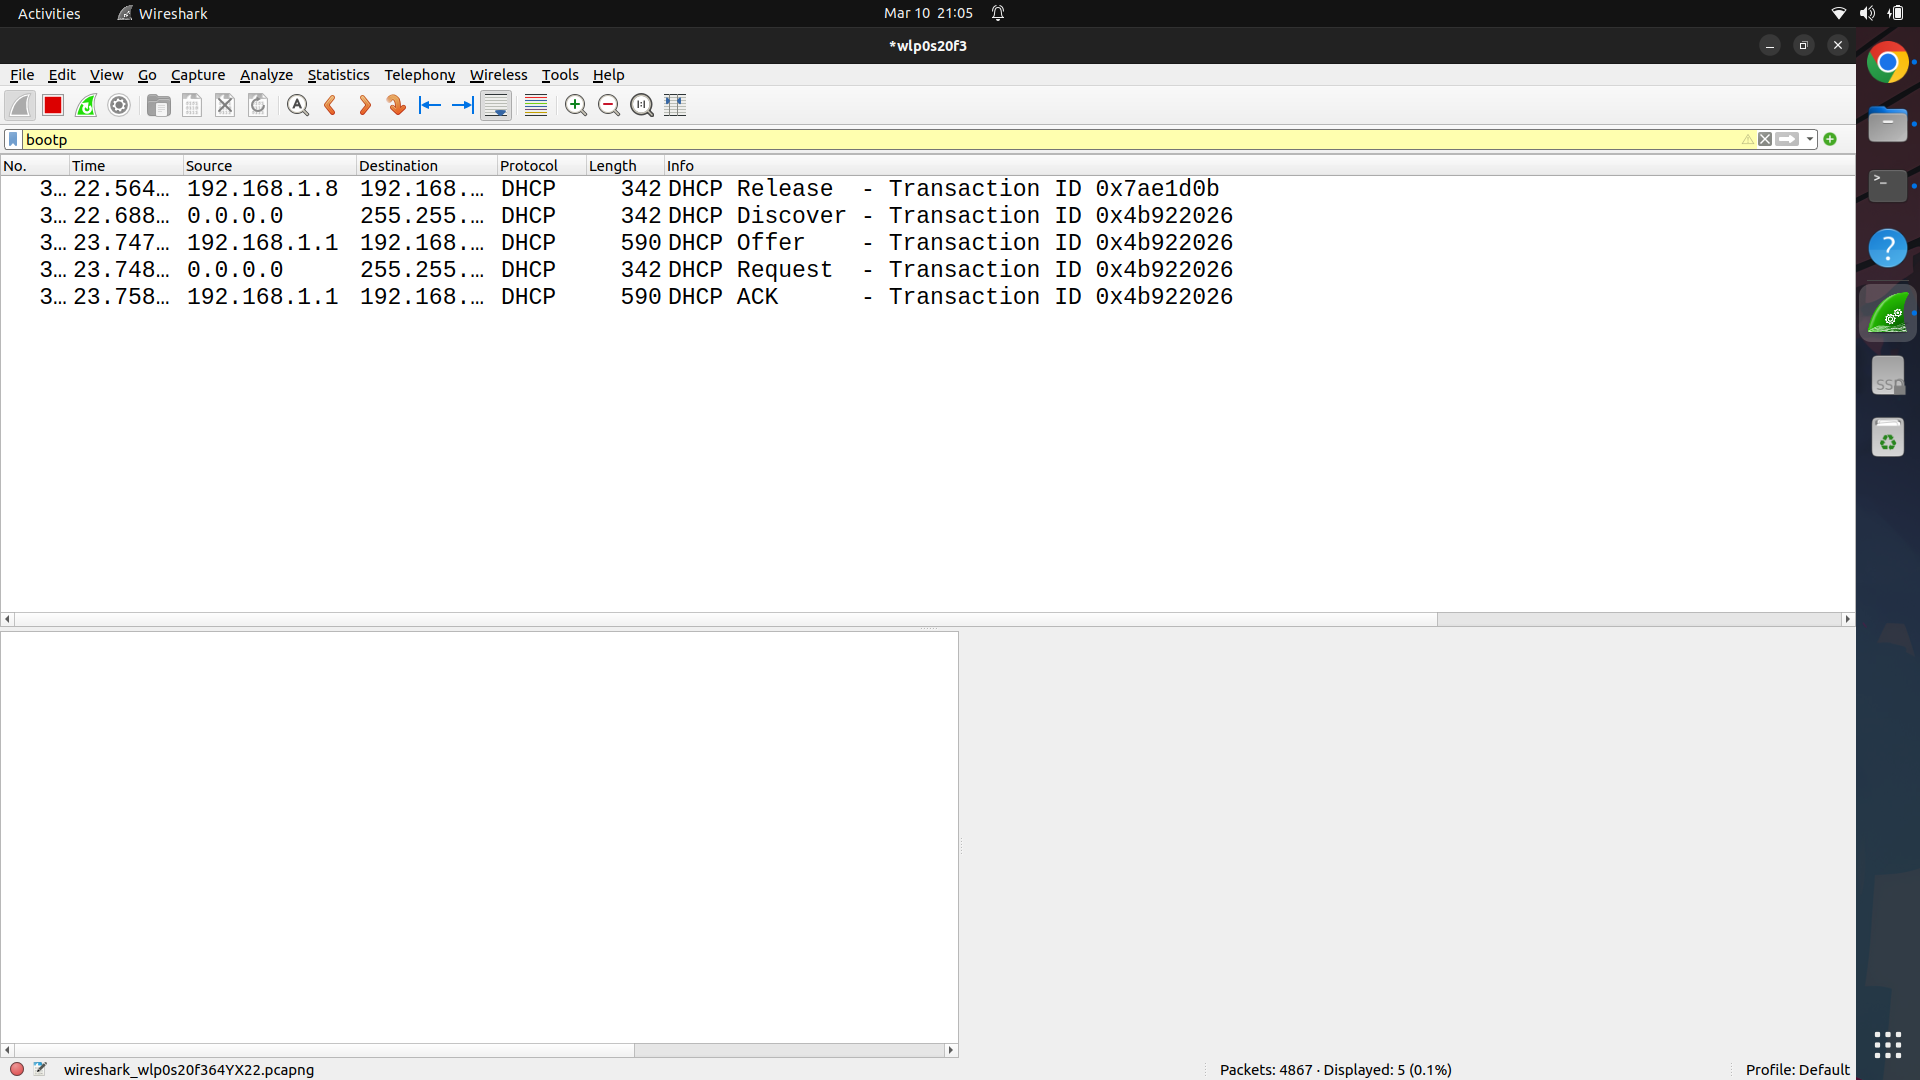 Activities Wireshark Mar 10 21:05
*wlp0s20f3
File Edit View Go Capture Analyze Statistics Telephony Wireless Tools Help
bootp
No. Time Source Destination Protocol Length Info
3… 22.564… 192.168.1.8 192.168.… DHCP 342 DHCP Release - Transaction ID 0x7ae1d0b
3… 22.688… 0.0.0.0 255.255.… DHCP 342 DHCP Discover - Transaction ID 0x4b922026
3… 23.747… 192.168.1.1 192.168.… DHCP 590 DHCP Offer - Transaction ID 0x4b922026
3… 23.748… 0.0.0.0 255.255.… DHCP 342 DHCP Request - Transaction ID 0x4b922026
3… 23.758… 192.168.1.1 192.168.… DHCP 590 DHCP ACK - Transaction ID 0x4b922026
SSD
wireshark_wlp0s20f364YX22.pcapng Packets: 4867 · Displayed: 5 (0.1%) Profile: Default